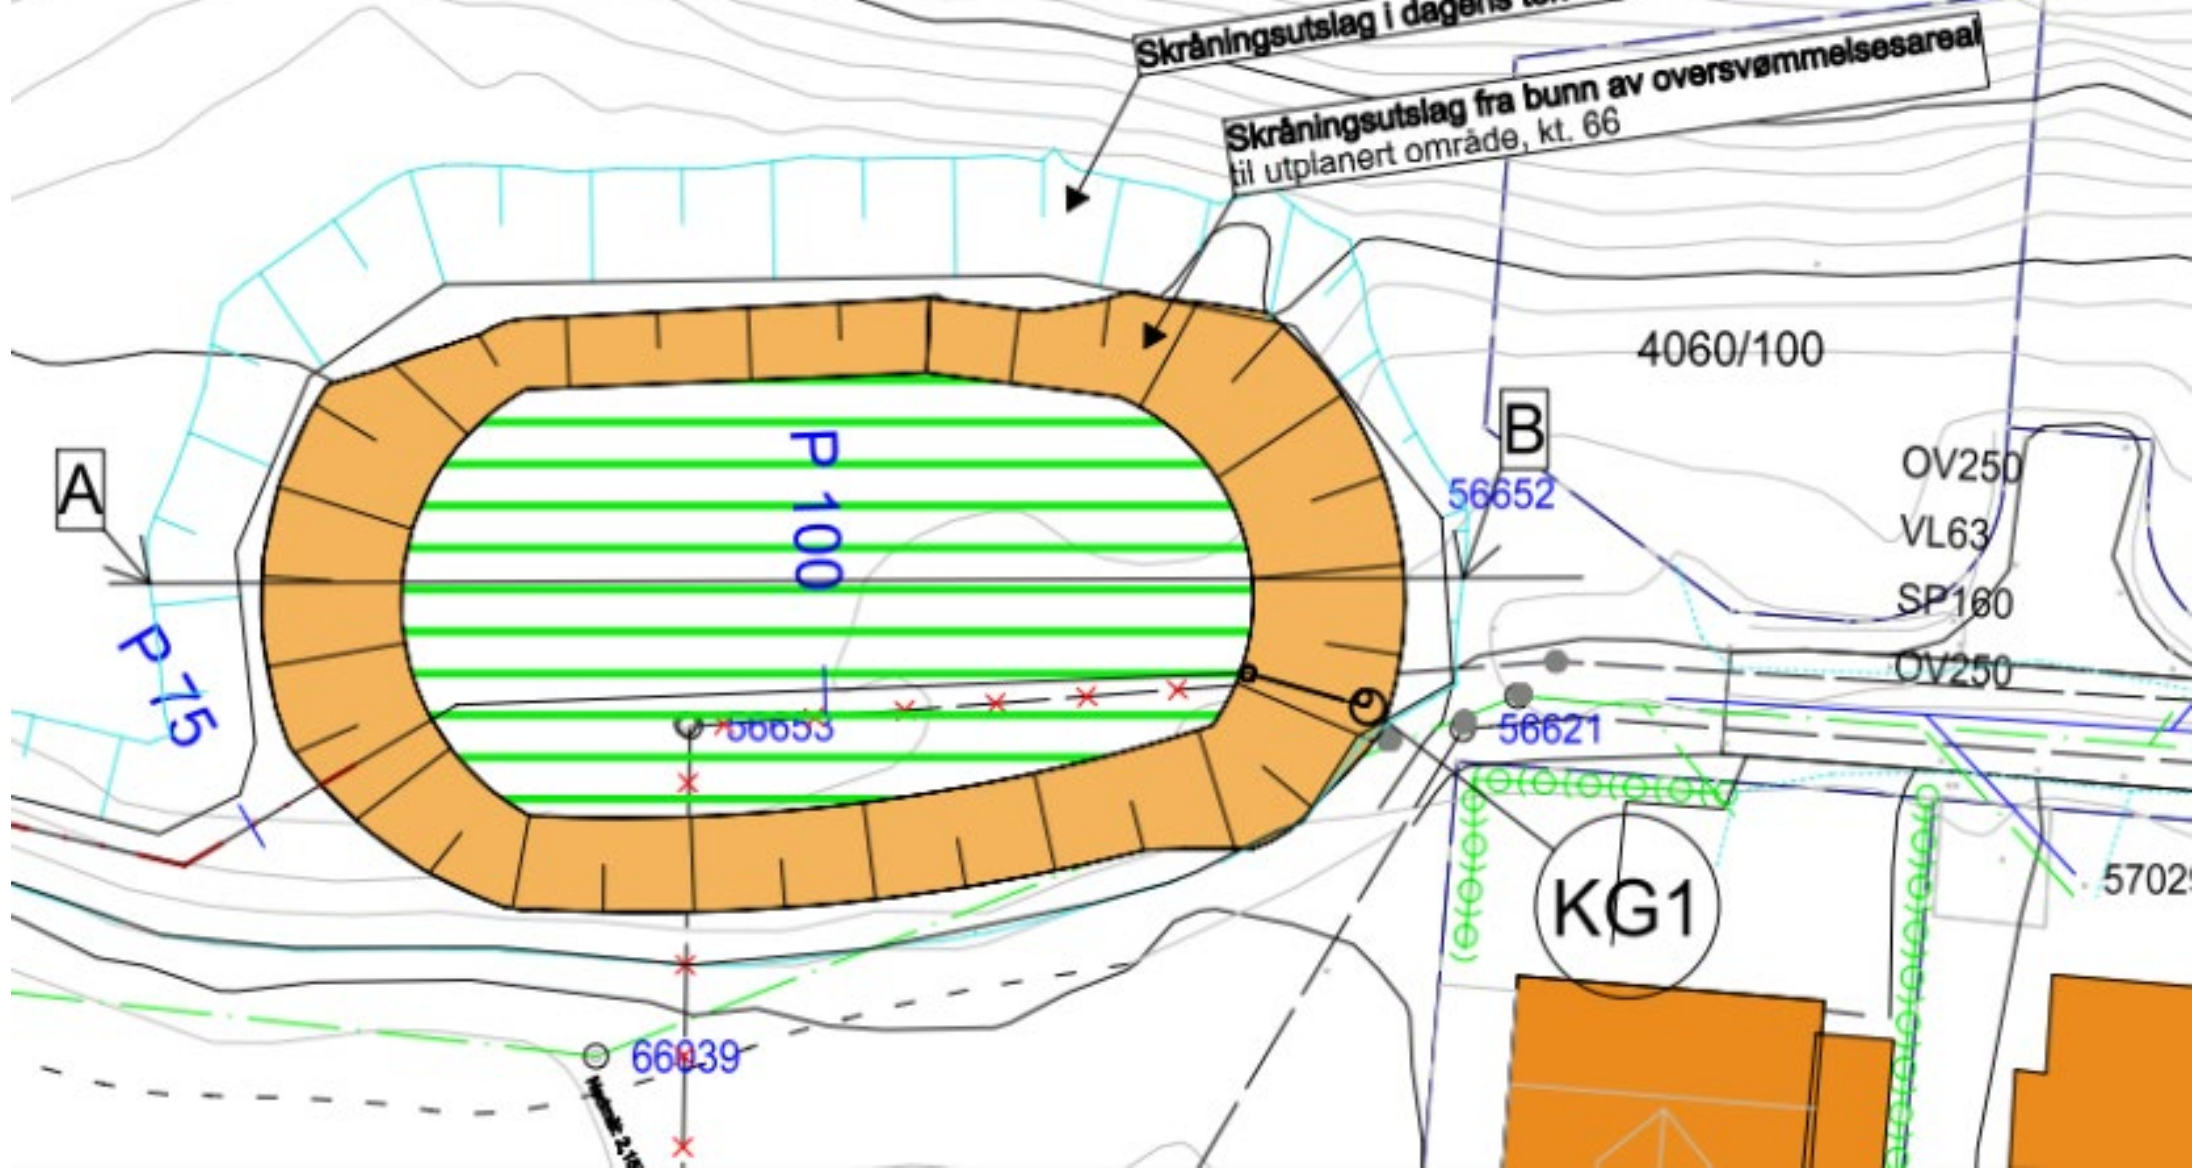 Skråningsutslag i dagens
Skråningsutslag fra bunn av oversvømmelsesareal
til utplanert område, kt. 66
4060/100
B
A
P 100
56652
OV250
VL63
SP160
OV250
P 75
56653
56621
KG1
5702
66039